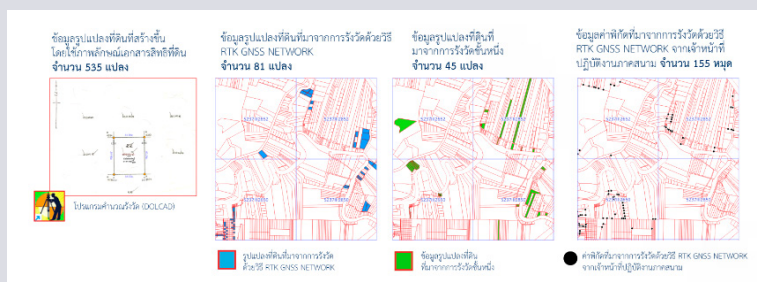 ข้อมูลรูปแปลงที่ดินที่สร้างขึ้น
โดยใช้ภาพลักษณ์เอกสารสิทธิที่ดิน
จำนวน 535 แปลง
โปรแกรมคำนวณรังวัด (DOLCAD)
ข้อมูลรูปแปลงที่ดินที่มาจากการรังวัดด้วยวิธี
RTK GNSS NETWORK
จำนวน 81 แปลง
รูปแปลงที่ดินที่มาจากการรังวัด
ด้วยวิธี RTK GNSS NETWORK
ข้อมูลรูปแปลงที่ดินที่
มาจากการรังวัดชั้นหนึ่ง
จำนวน 45 แปลง
ข้อมูลรูปแปลงที่ดิน
ที่มาจากการรังวัดชั้นหนึ่ง
ข้อมูลค่าพิกัดที่มาจากการรังวัดด้วยวิธี
RTK GNSS NETWORK จากเจ้าหน้าที่
ปฏิบัติงานภาคสนาม จำนวน 155 หมุด
ค่าพิกัดที่มาจากการรังวัดด้วยวิธี RTK GNSS NETWORK
จากเจ้าหน้าที่ปฏิบัติงานภาคสนาม